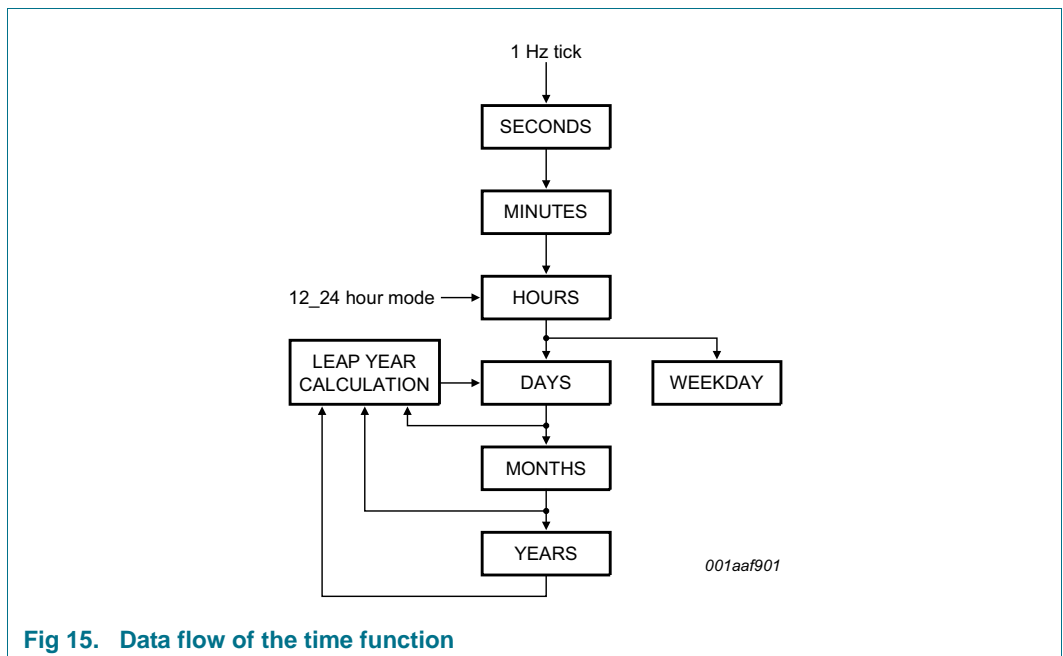 1 Hz tick
SECONDS
MINUTES
12_24 hour mode
HOURS
LEAP YEAR
CALCULATION
DAYS
WEEKDAY
MONTHS
YEARS
001aaf901
Fig 15. Data flow of the time function